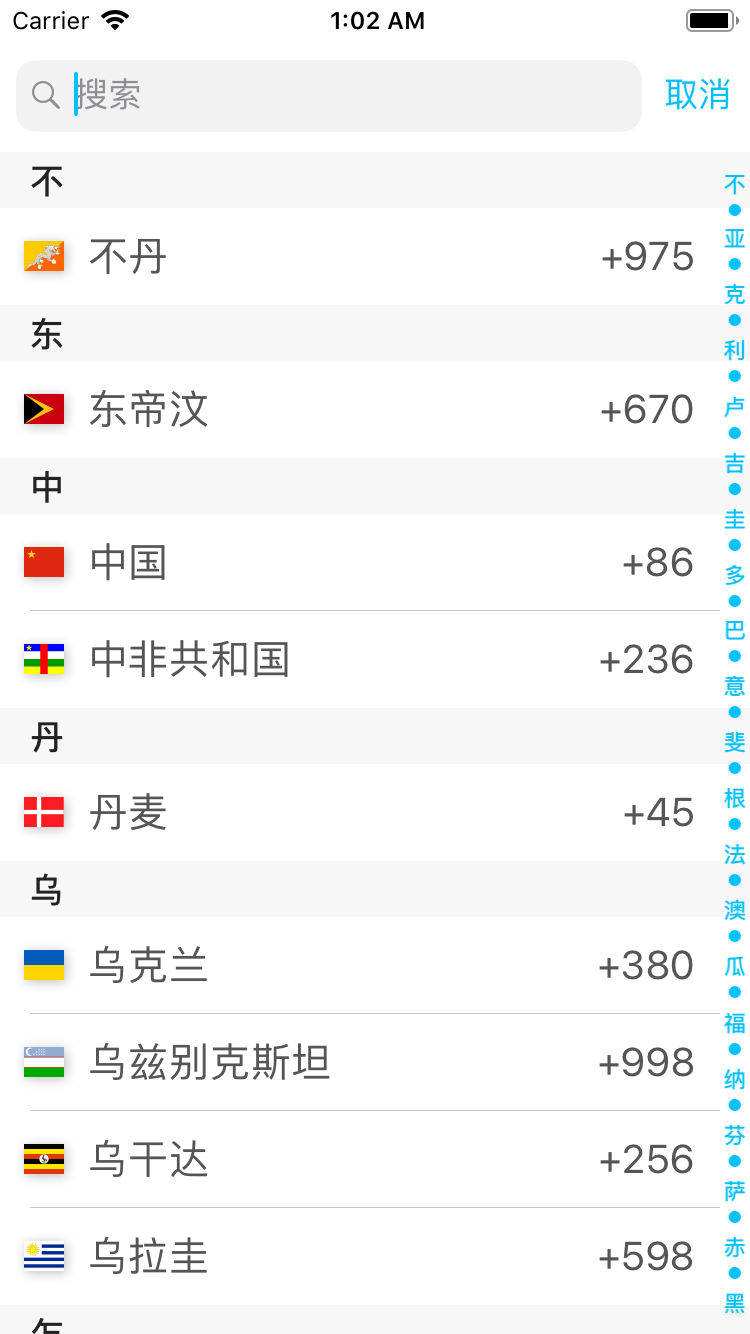 Carrier 1:02 AM
搜索 取消
不
不丹 +975
东
东帝汶 +670
中
中国 +86
中非共和国 +236
丹
丹麦 +45
乌
乌克兰 +380
乌兹别克斯坦 +998
乌干达 +256
乌拉圭 +598
不
亚
克
利
卢
吉
圭
多
巴
意
斐
根
法
澳
瓜
福
纳
芬
萨
赤
黑